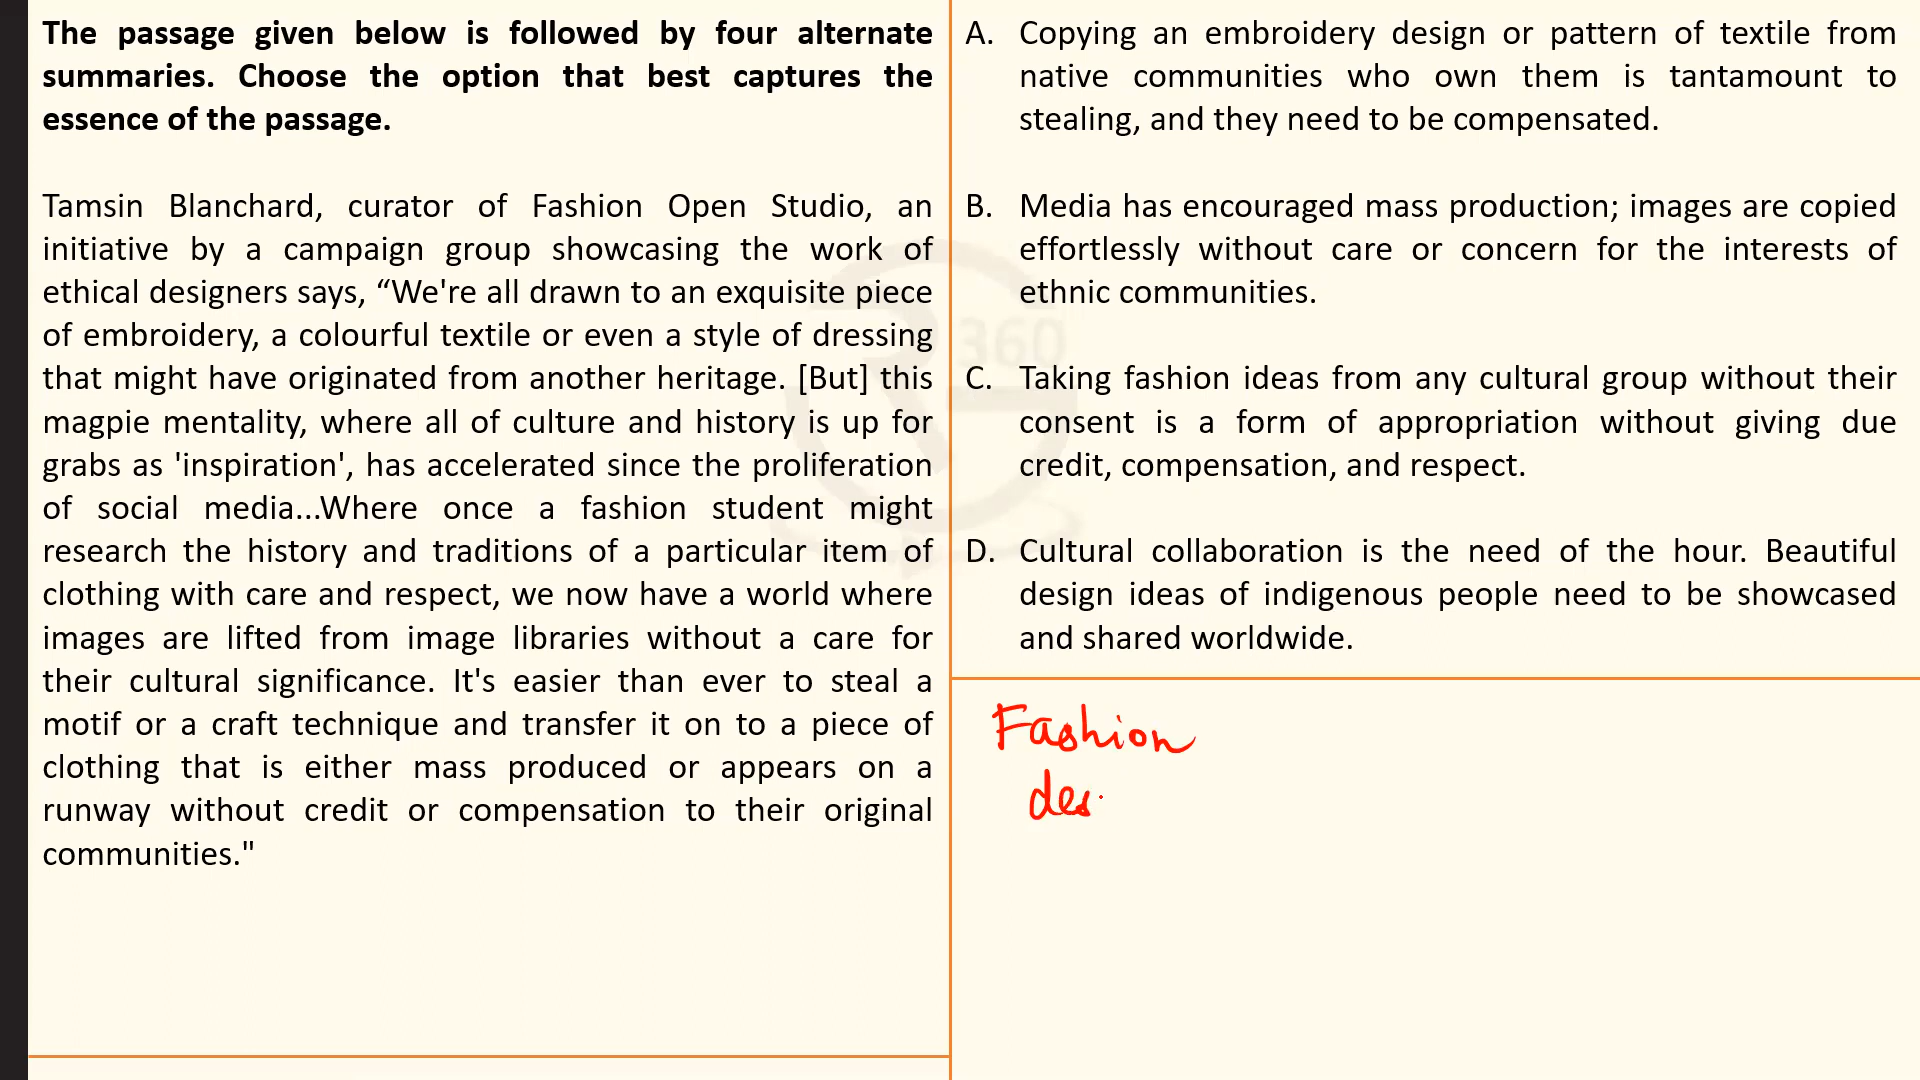 The passage given below is followed by four alternate
summaries. Choose the option that best captures the
essence of the passage.
Tamsin Blanchard, curator of Fashion Open Studio, an
initiative by a campaign group showcasing the work of
ethical designers says, “We're all drawn to an exquisite piece
of embroidery, a colourful textile or even a style of dressing
that might have originated from another heritage. [But] this
magpie mentality, where all of culture and history is up for
grabs as 'inspiration', has accelerated since the proliferation
of social media...Where once a fashion student might
research the history and traditions of a particular item of
clothing with care and respect, we now have a world where
images are lifted from image libraries without a care for
their cultural significance. It's easier than ever to steal a
motif or a craft technique and transfer it on to a piece of
clothing that is either mass produced or appears on a
runway without credit or compensation to their original
communities."
A. Copying an embroidery design or pattern of textile from
native communities who own them is tantamount to
stealing, and they need to be compensated.
B. Media has encouraged mass production; images are copied
effortlessly without care or concern for the interests of
ethnic communities.
C. Taking fashion ideas from any cultural group without their
consent is a form of appropriation without giving due
credit, compensation, and respect.
D. Cultural collaboration is the need of the hour. Beautiful
design ideas of indigenous people need to be showcased
and shared worldwide.
Fashion
des
360